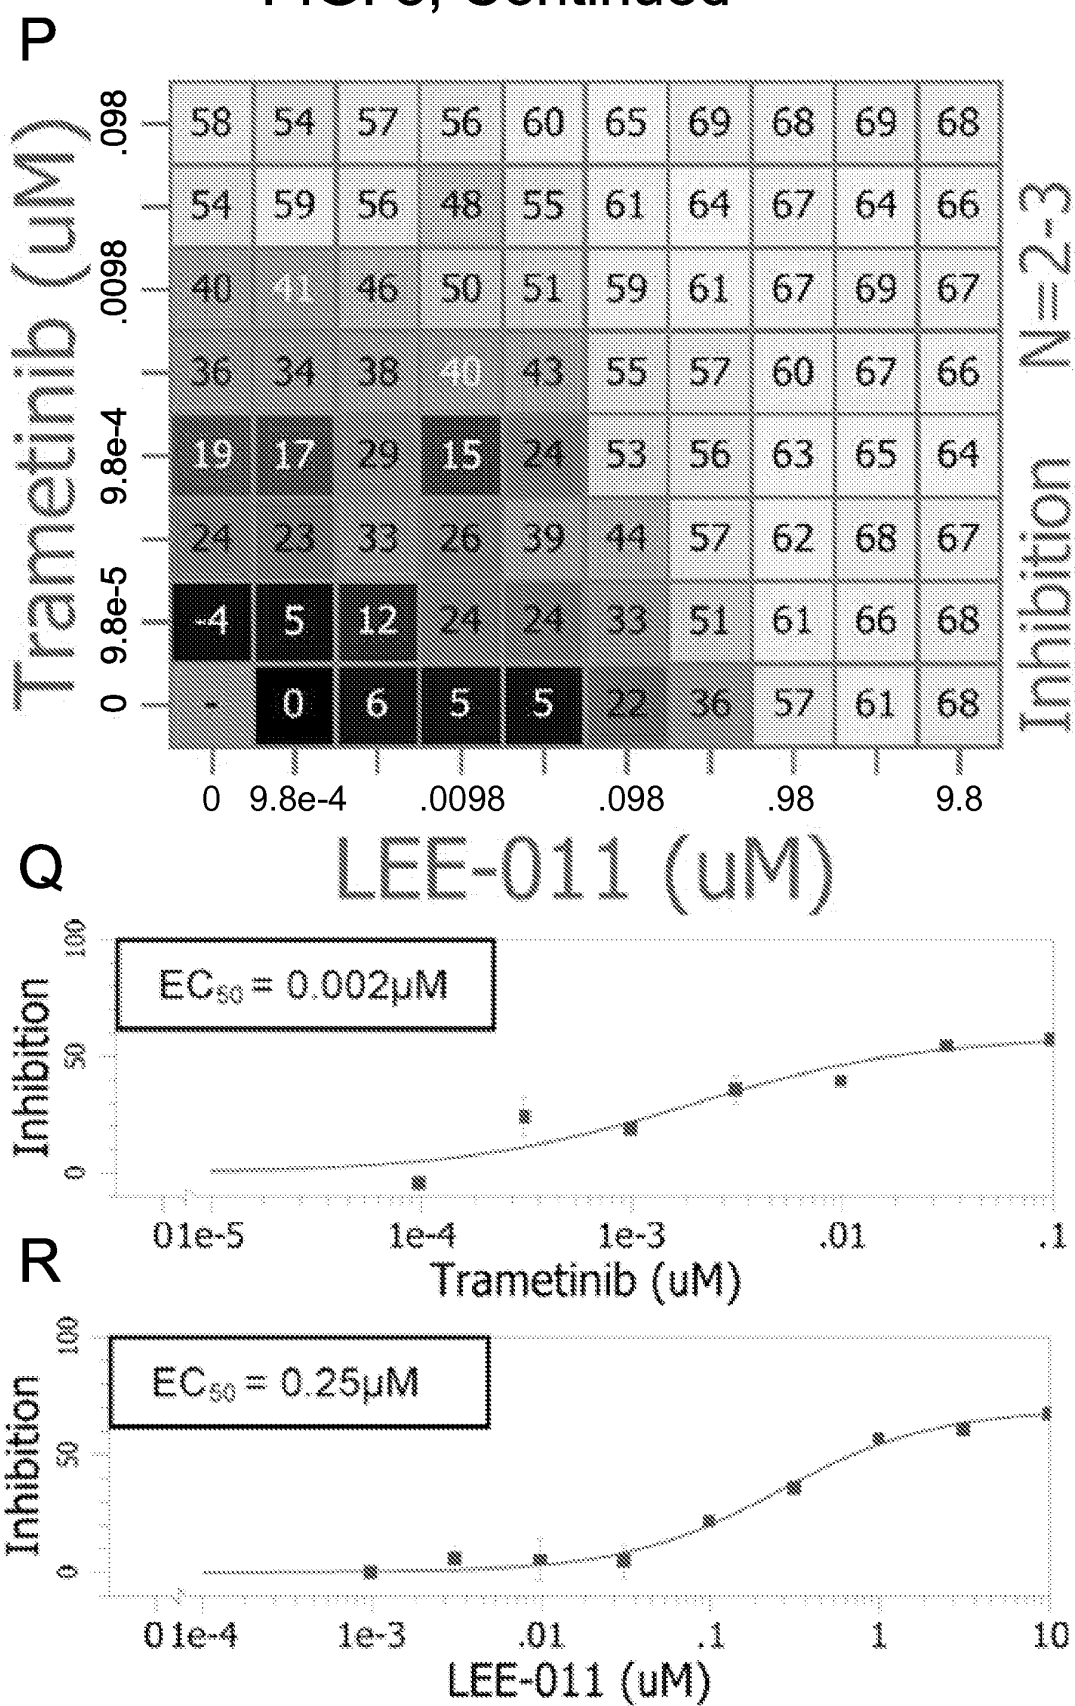 FIG. 3, Continued
P
Trametinib (uM)
.098
.0098
9.8e-4
9.8e-5
0
58 54 57 56 60 65 69 68 69 68
54 59 56 48 55 61 64 67 64 66
40 41 46 50 51 59 61 67 69 67
36 34 38 40 43 55 57 60 67 66
19 17 29 15 24 53 56 63 65 64
24 23 33 26 39 44 57 62 68 67
-4 5 12 24 24 33 51 61 66 68
- 0 6 5 5 22 36 57 61 68
Inhibition N=2-3
0 9.8e-4 .0098 .098 .98 9.8
LEE-011 (uM)
Q
EC50 = 0.002µM
Inhibition
100
50
0
01e-5 1e-4 1e-3 .01 .1
Trametinib (uM)
R
EC50 = 0.25µM
Inhibition
100
50
0
01e-4 1e-3 .01 .1 1 10
LEE-011 (uM)